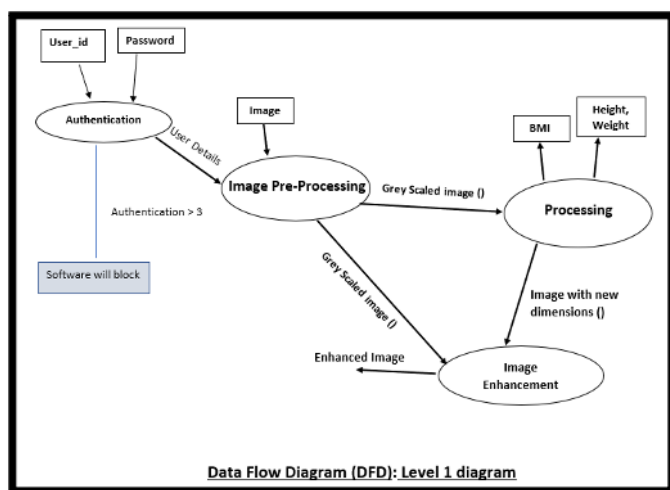 User_id
Password
Authentication
User Details
Image
Image Pre-Processing
Height,
Weight
BMI
Grey Scaled image ()
Processing
Authentication > 3
Software will block
Grey Scaled image ()
Image with new
dimensions ()
Enhanced Image
Image
Enhancement
Data Flow Diagram (DFD): Level 1 diagram